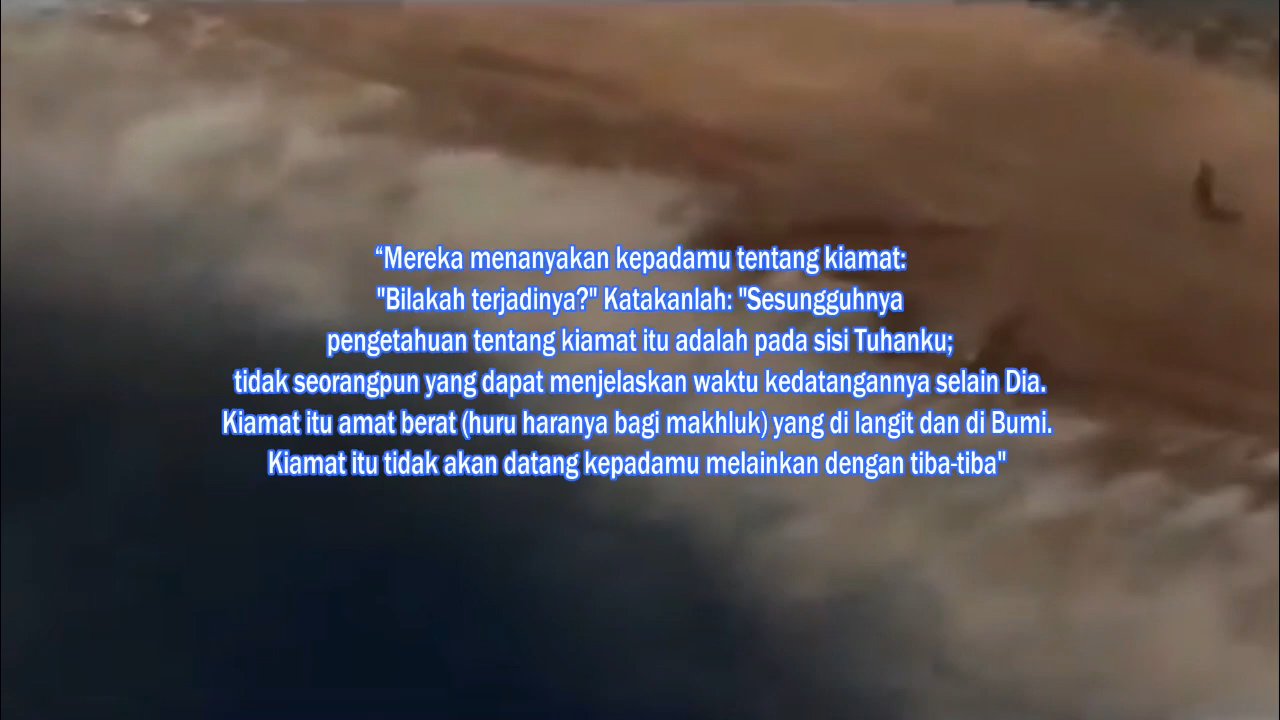 “Mereka menanyakan kepadamu tentang kiamat:
"Bilakah terjadinya?" Katakanlah: "Sesungguhnya
pengetahuan tentang kiamat itu adalah pada sisi Tuhanku;
tidak seorangpun yang dapat menjelaskan waktu kedatangannya selain Dia.
Kiamat itu amat berat (huru haranya bagi makhluk) yang di langit dan di Bumi.
Kiamat itu tidak akan datang kepadamu melainkan dengan tiba-tiba"